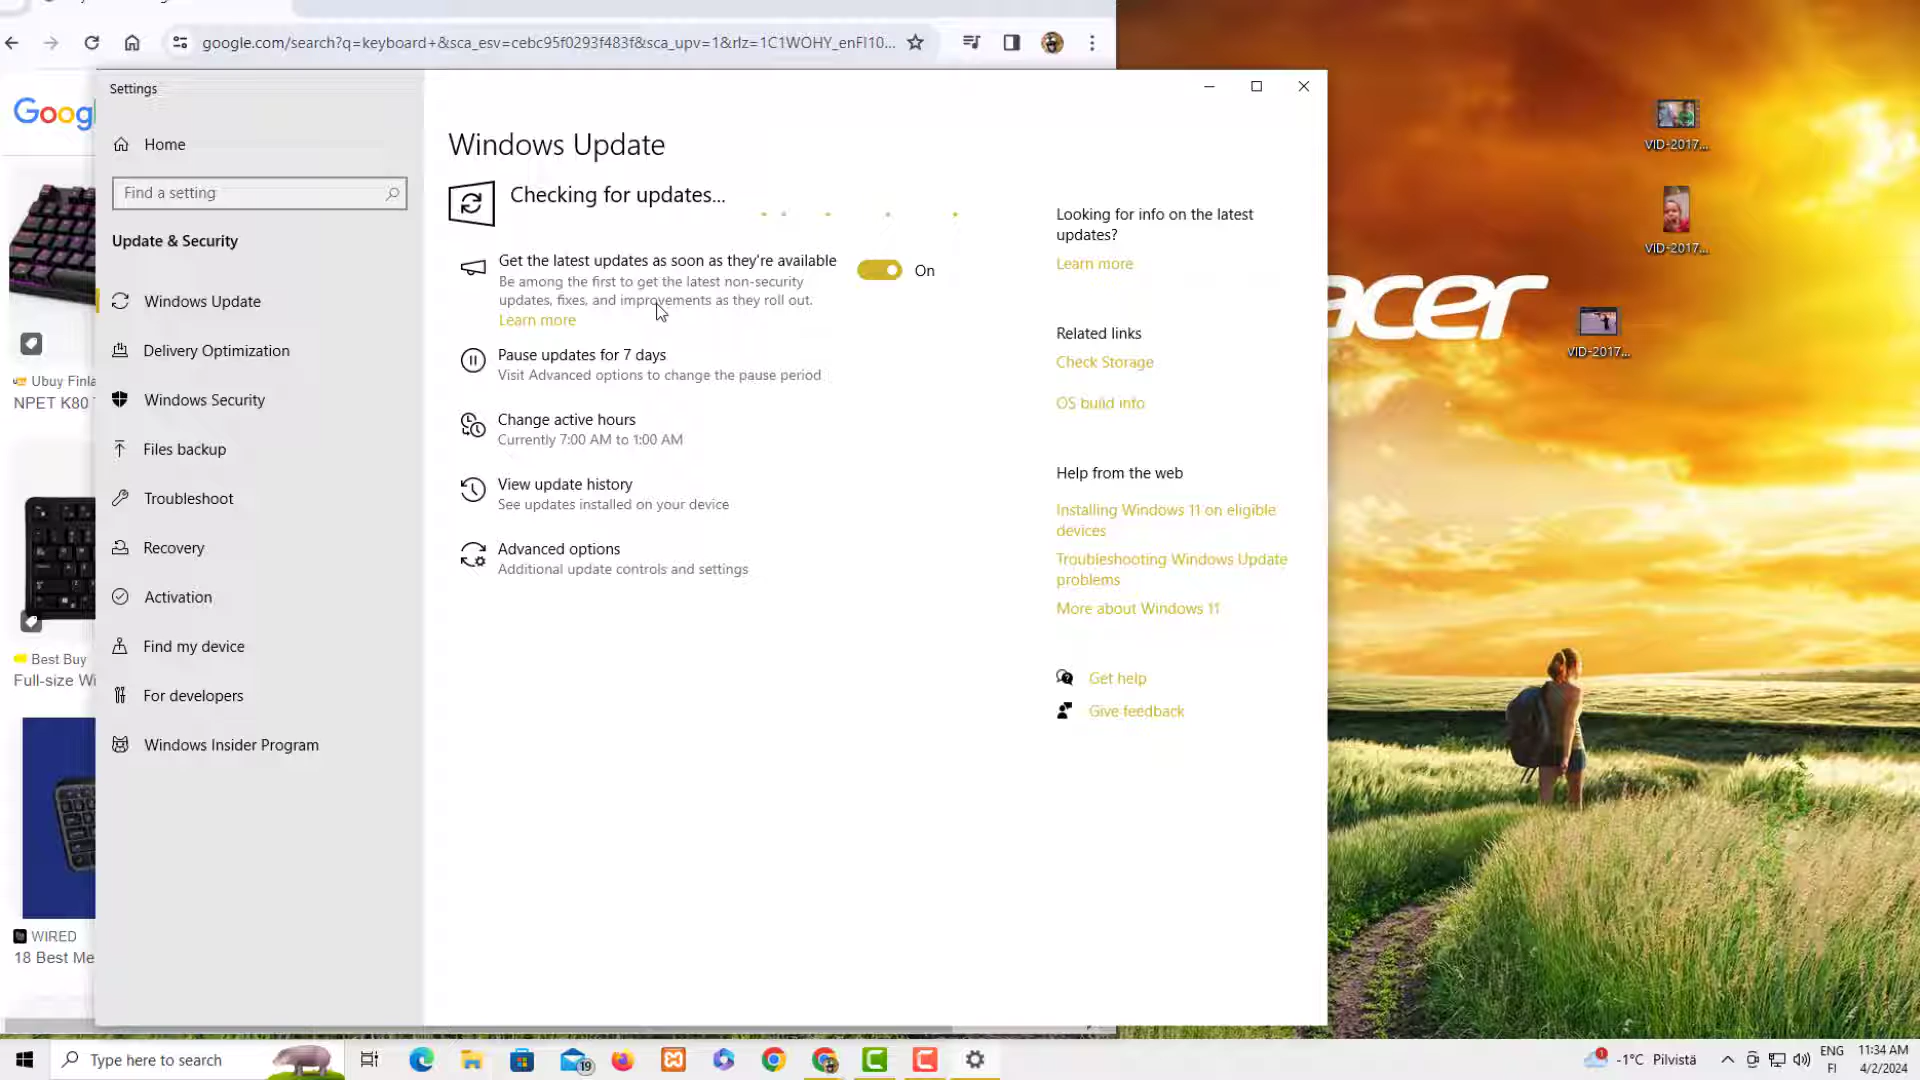 google.com/search?q=keyboard+&sca_esv=cebc95f0293f483f&sca_upv=1&rlz=1C1WOHY_enFI10...
Goog
Ubuy Finla
NPET K80
Best Buy
Full-size Wi
WIRED
18 Best Me
Settings
Home
Find a setting
Update & Security
Windows Update
Delivery Optimization
Windows Security
Files backup
Troubleshoot
Recovery
Activation
Find my device
For developers
Windows Insider Program
Windows Update
Checking for updates...
Get the latest updates as soon as they're available
Be among the first to get the latest non-security
updates, fixes, and improvements as they roll out.
Learn more
On
Pause updates for 7 days
Visit Advanced options to change the pause period
Change active hours
Currently 7:00 AM to 1:00 AM
View update history
See updates installed on your device
Advanced options
Additional update controls and settings
Looking for info on the latest
updates?
Learn more
Related links
Check Storage
OS build info
Help from the web
Installing Windows 11 on eligible
devices
Troubleshooting Windows Update
problems
More about Windows 11
Get help
Give feedback
VID-2017...
VID-2017...
acer
VID-2017...
Type here to search
19
1
-1°C Pilvistä
ENG
FI
11:34 AM
4/2/2024